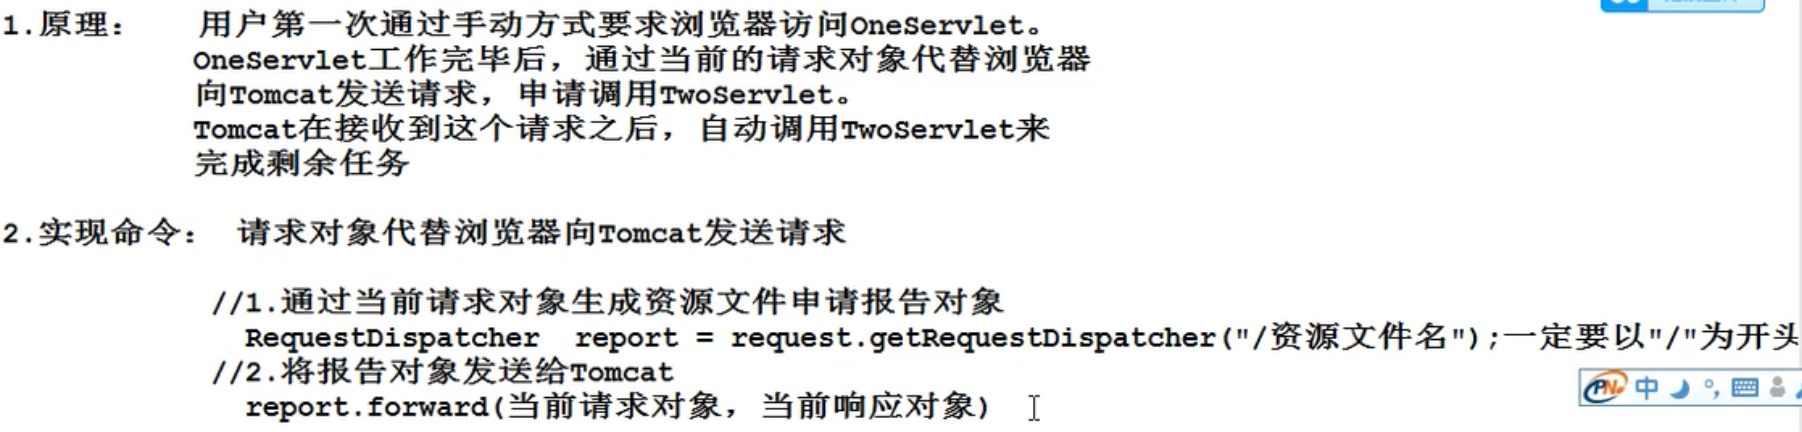 1.原理： 用户第一次通过手动方式要求浏览器访问OneServlet。
OneServlet工作完毕后，通过当前的请求对象代替浏览器
向Tomcat发送请求，申请调用TwoServlet。
Tomcat在接收到这个请求之后，自动调用TwoServlet来
完成剩余任务
2.实现命令： 请求对象代替浏览器向Tomcat发送请求
//1.通过当前请求对象生成资源文件申请报告对象
RequestDispatcher report = request.getRequestDispatcher("/资源文件名");一定要以"/"为开头
//2.将报告对象发送给Tomcat
中
report.forward(当前请求对象，当前响应对象)